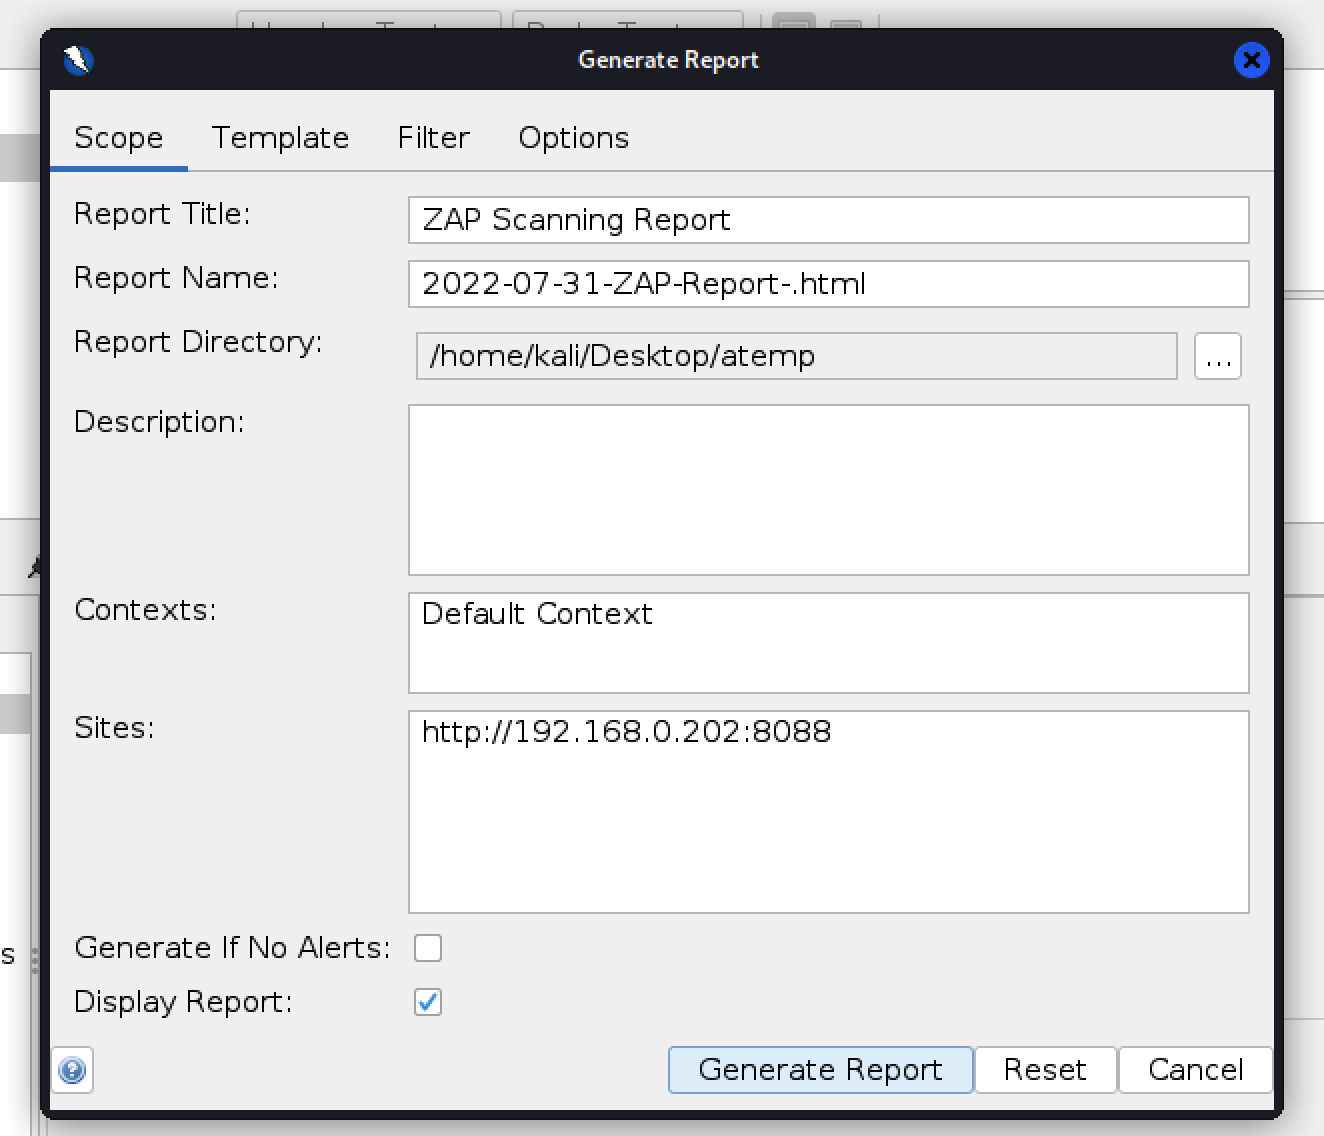 Generate Report
Scope Template Filter Options
Report Title: ZAP Scanning Report
Report Name: 2022-07-31-ZAP-Report-.html
Report Directory: /home/kali/Desktop/atemp ...
Description:
Contexts: Default Context
Sites: http://192.168.0.202:8088
Generate If No Alerts:
s
Display Report:
Generate Report Reset Cancel